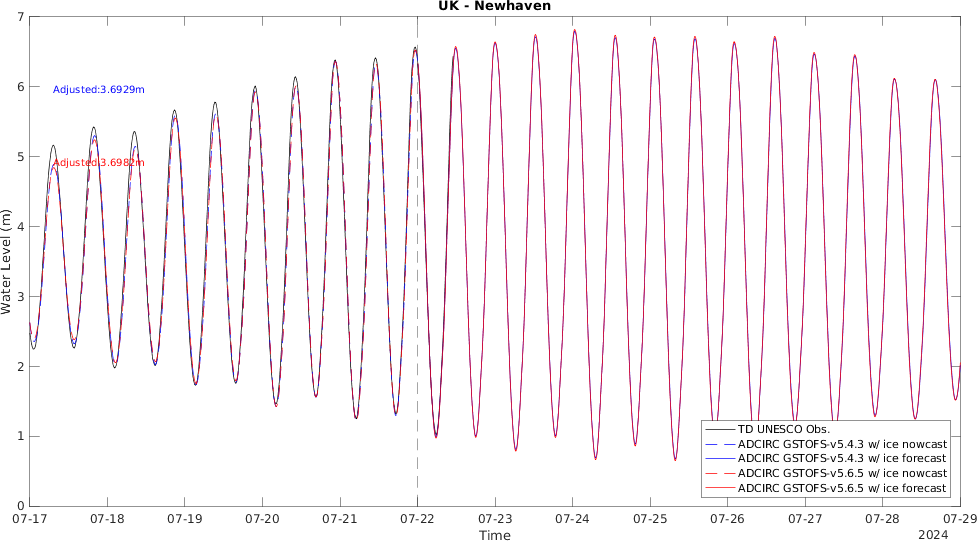 UK - Newhaven
7
6
5
4
3
2
1
0
Water Level (m)
Adjusted:3.6929m
Adjusted:3.6982m
TD UNESCO Obs.
ADCIRC GSTOFS-v5.4.3 w/ ice nowcast
ADCIRC GSTOFS-v5.4.3 w/ ice forecast
ADCIRC GSTOFS-v5.6.5 w/ ice nowcast
ADCIRC GSTOFS-v5.6.5 w/ ice forecast
07-17 07-18 07-19 07-20 07-21 07-22 07-23 07-24 07-25 07-26 07-27 07-28 07-29
Time
2024